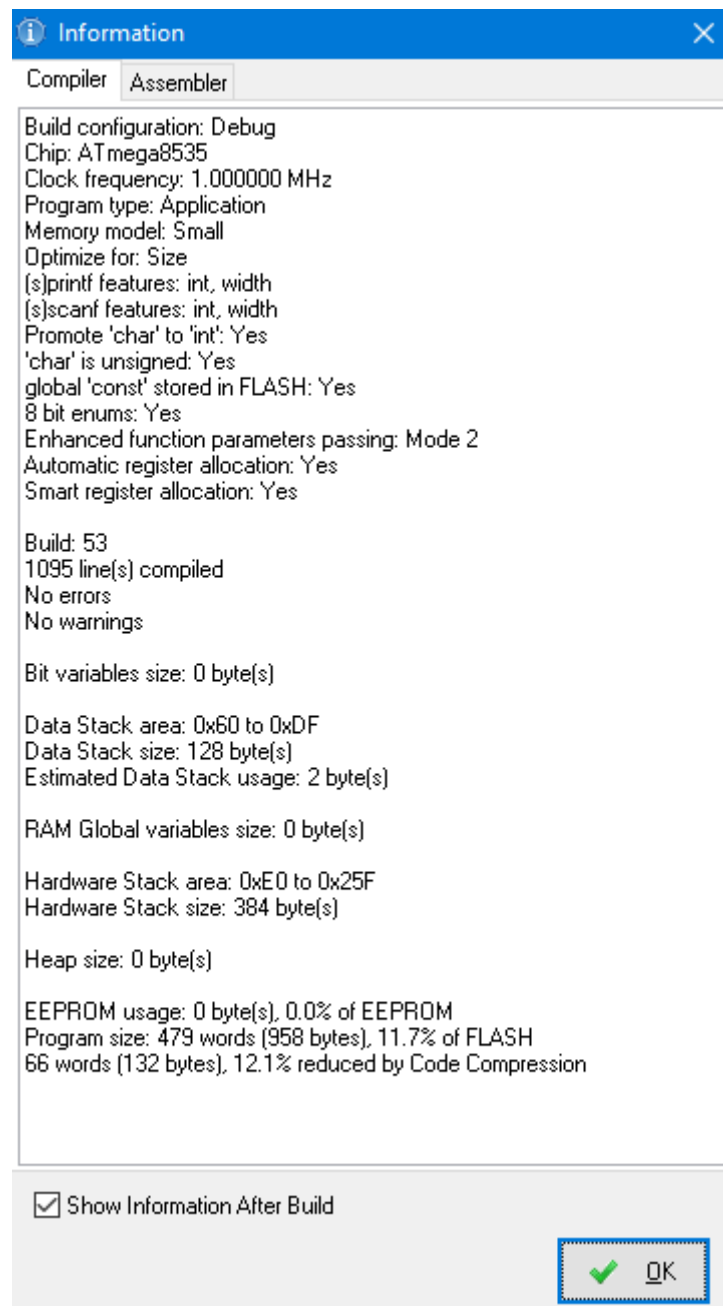 Information
Compiler
Assembler
Build configuration: Debug
Chip: ATmega8535
Clock frequency: 1.000000 MHz
Program type: Application
Memory model: Small
Optimize for: Size
(s)printf features: int, width
(s)scanf features: int, width
Promote 'char' to 'int': Yes
'char' is unsigned: Yes
global 'const' stored in FLASH: Yes
8 bit enums: Yes
Enhanced function parameters passing: Mode 2
Automatic register allocation: Yes
Smart register allocation: Yes
Build: 53
1095 line(s) compiled
No errors
No warnings
Bit variables size: 0 byte(s)
Data Stack area: 0x60 to 0xDF
Data Stack size: 128 byte(s)
Estimated Data Stack usage: 2 byte(s)
RAM Global variables size: 0 byte(s)
Hardware Stack area: 0xE0 to 0x25F
Hardware Stack size: 384 byte(s)
Heap size: 0 byte(s)
EEPROM usage: 0 byte(s), 0.0% of EEPROM
Program size: 479 words (958 bytes), 11.7% of FLASH
66 words (132 bytes), 12.1% reduced by Code Compression
Show Information After Build
OK